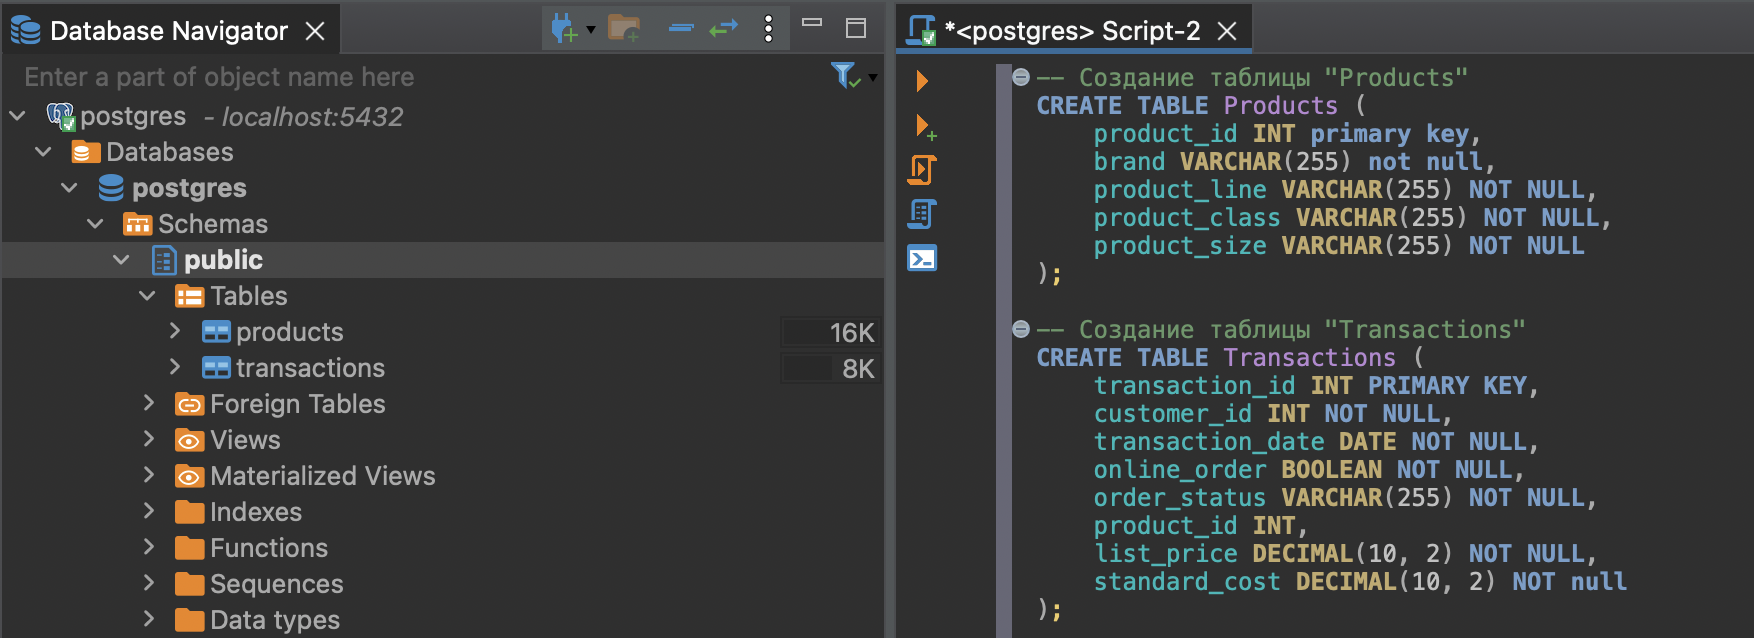 Database Navigator
Enter a part of object name here
postgres - localhost:5432
Databases
postgres
Schemas
public
Tables
products 16K
transactions 8K
Foreign Tables
Views
Materialized Views
Indexes
Functions
Sequences
Data types
*<postgres> Script-2
-- Создание таблицы "Products"
CREATE TABLE Products (
product_id INT primary key,
brand VARCHAR(255) not null,
product_line VARCHAR(255) NOT NULL,
product_class VARCHAR(255) NOT NULL,
product_size VARCHAR(255) NOT NULL
);
-- Создание таблицы "Transactions"
CREATE TABLE Transactions (
transaction_id INT PRIMARY KEY,
customer_id INT NOT NULL,
transaction_date DATE NOT NULL,
online_order BOOLEAN NOT NULL,
order_status VARCHAR(255) NOT NULL,
product_id INT,
list_price DECIMAL(10, 2) NOT NULL,
standard_cost DECIMAL(10, 2) NOT null
);